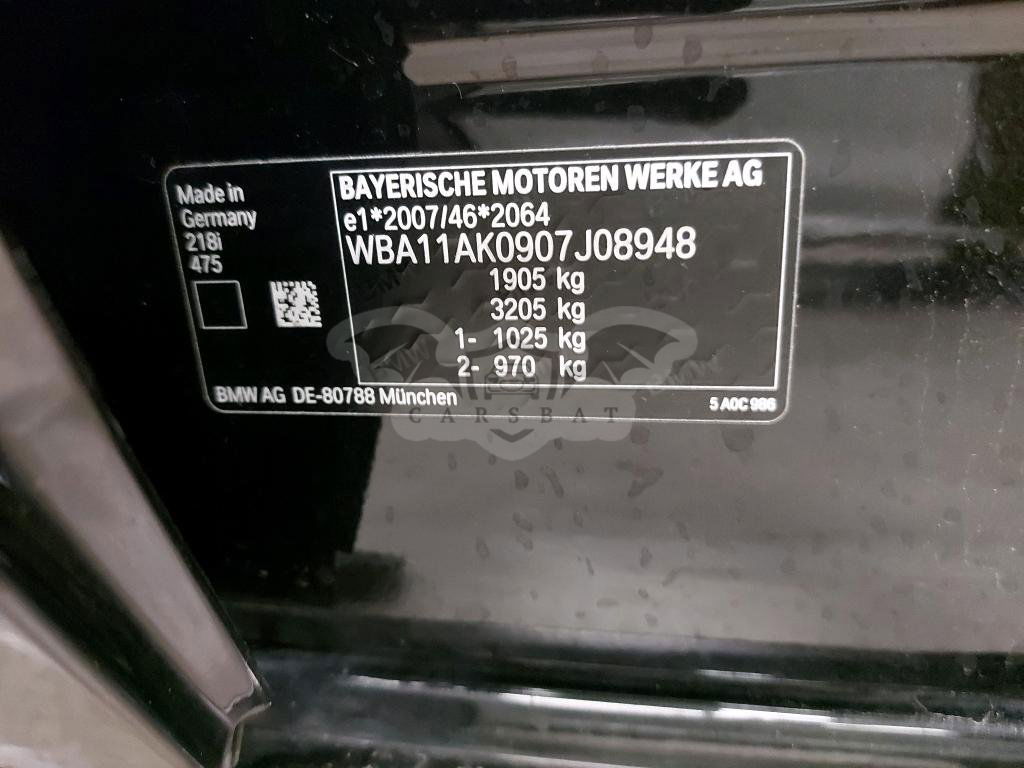 Made in
Germany
218i
475
BAYERISCHE MOTOREN WERKE AG
e1*2007/46*2064
WBA11AK0907J08948
1905 kg
3205 kg
1- 1025 kg
2- 970 kg
BMW AG DE-80788 München
5 A0C 986
CARSBAT